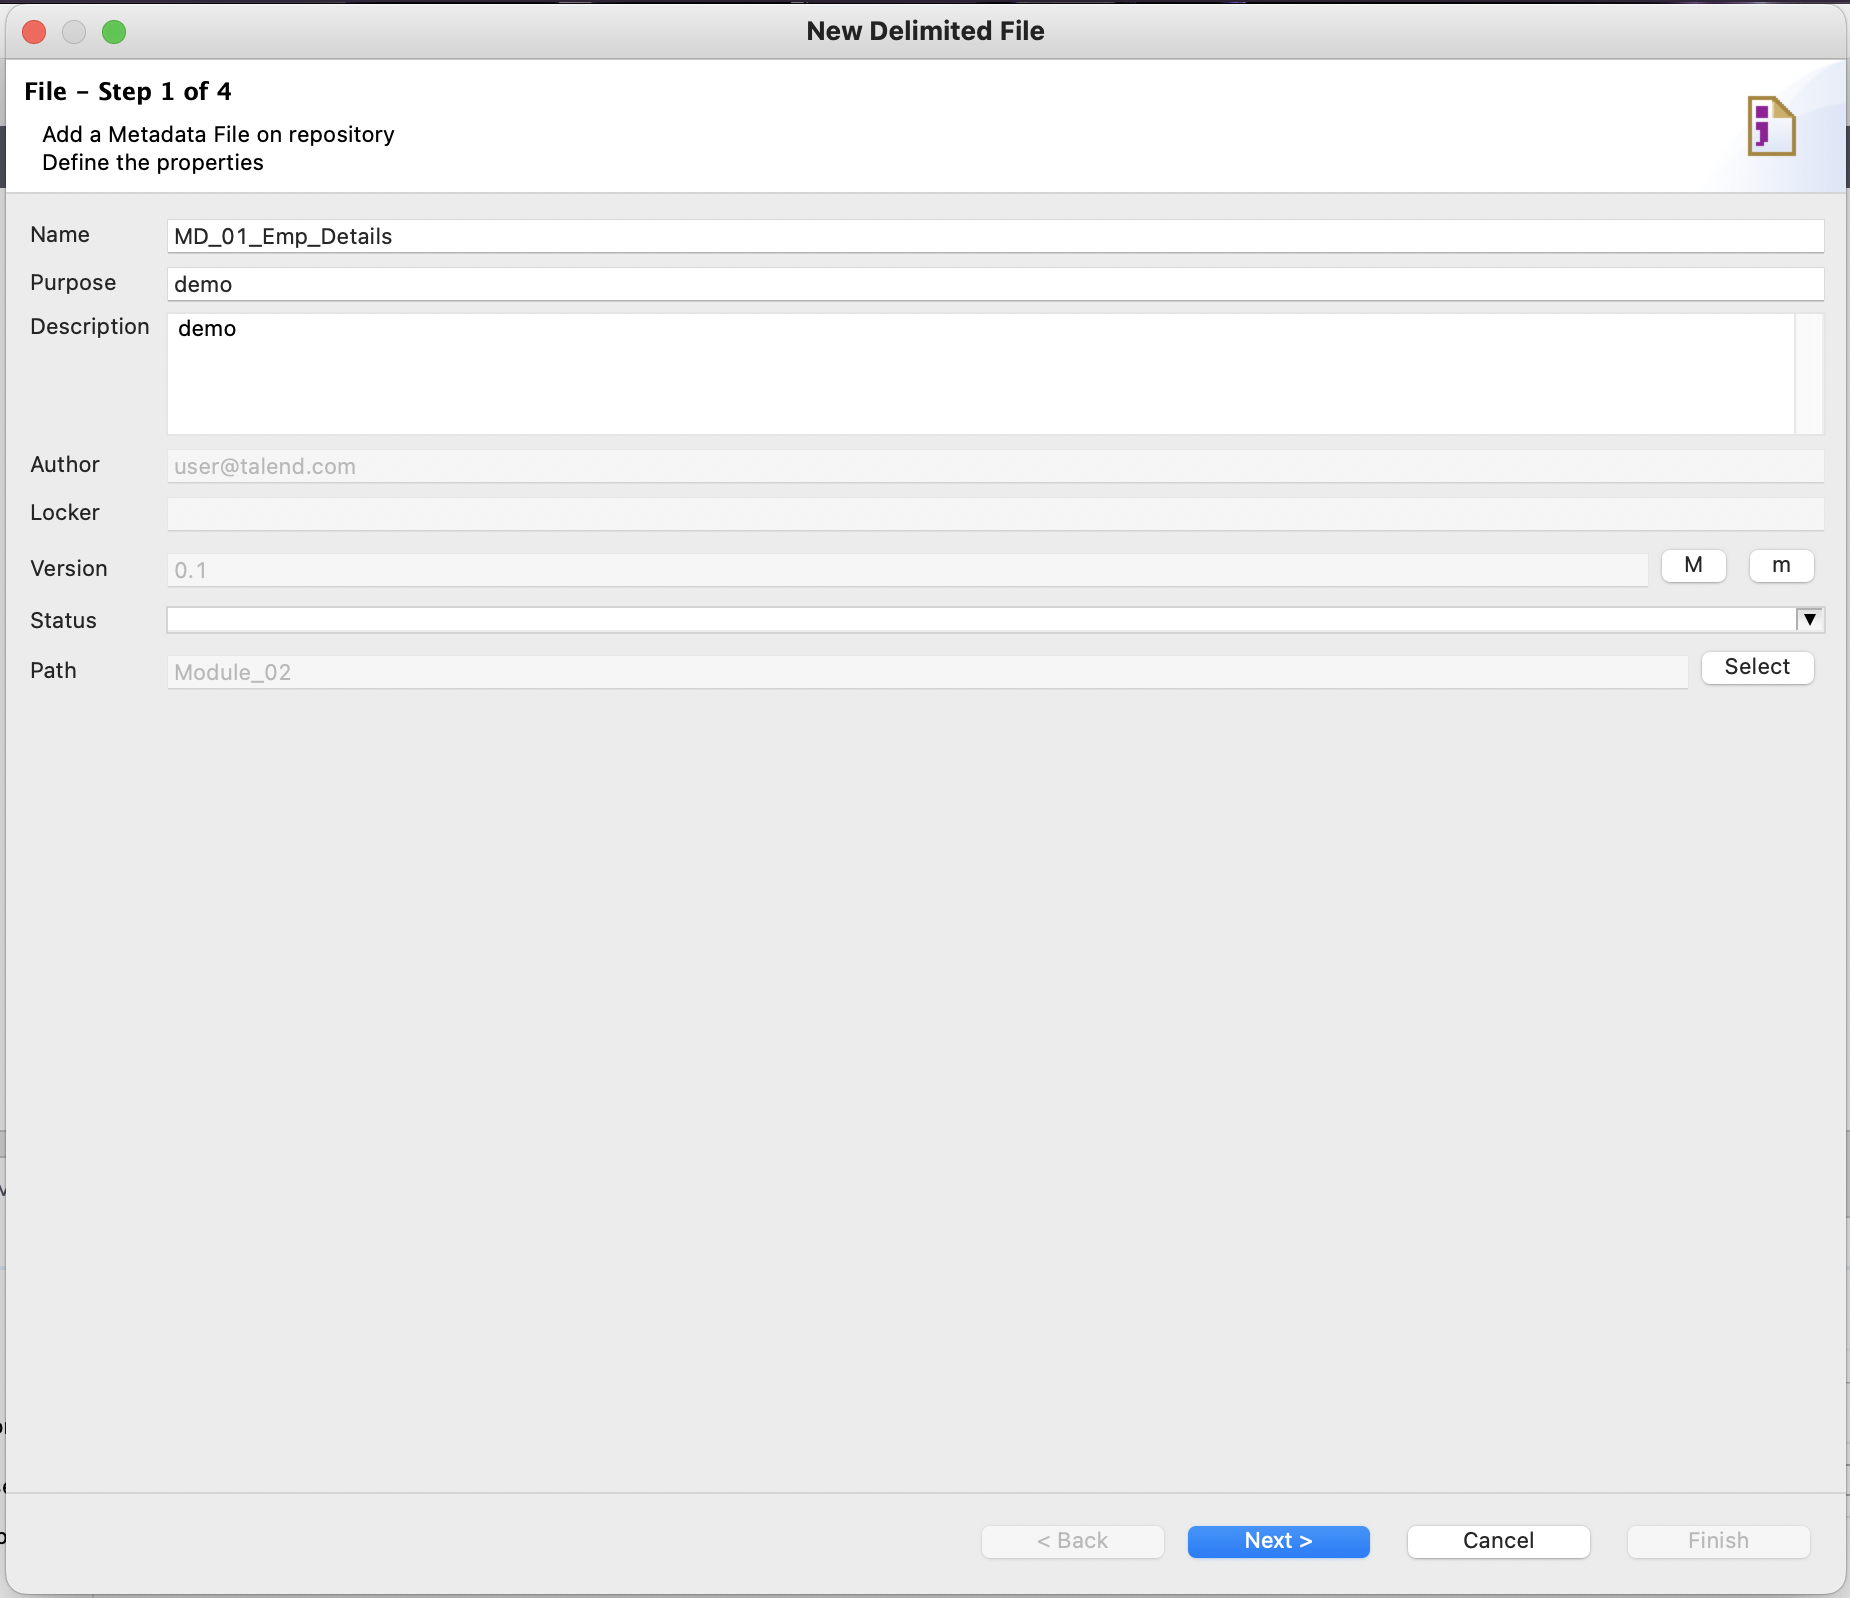 New Delimited File
File – Step 1 of 4
Add a Metadata File on repository
Define the properties
Name MD_01_Emp_Details
Purpose demo
Description demo
Author user@talend.com
Locker
Version 0.1 M m
Status
Path Module_02 Select
< Back Next > Cancel Finish